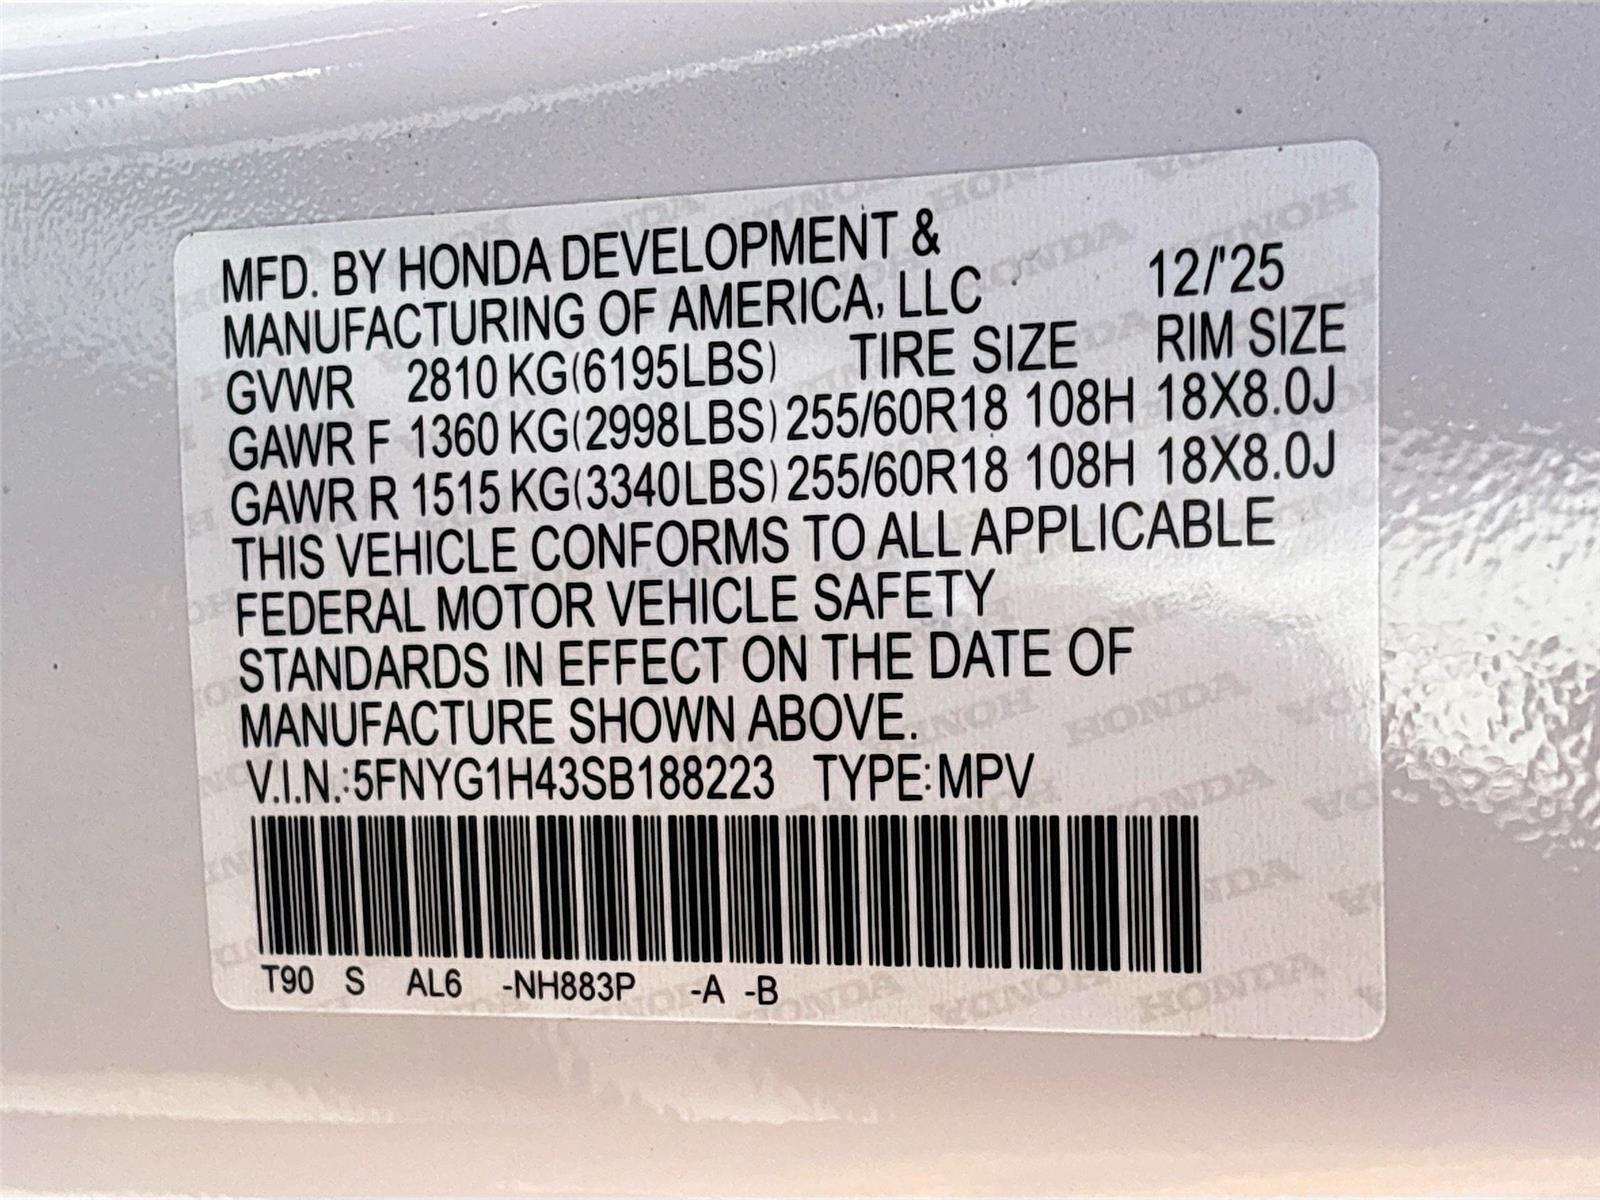 MFD. BY HONDA DEVELOPMENT &
MANUFACTURING OF AMERICA, LLC 12/'25
GVWR 2810 KG(6195LBS) TIRE SIZE RIM SIZE
GAWR F 1360 KG(2998LBS) 255/60R18 108H 18X8.0J
GAWR R 1515 KG(3340LBS) 255/60R18 108H 18X8.0J
THIS VEHICLE CONFORMS TO ALL APPLICABLE
FEDERAL MOTOR VEHICLE SAFETY
STANDARDS IN EFFECT ON THE DATE OF
MANUFACTURE SHOWN ABOVE.
V.I.N.:5FNYG1H43SB188223 TYPE:MPV
T90 S AL6 -NH883P -A -B